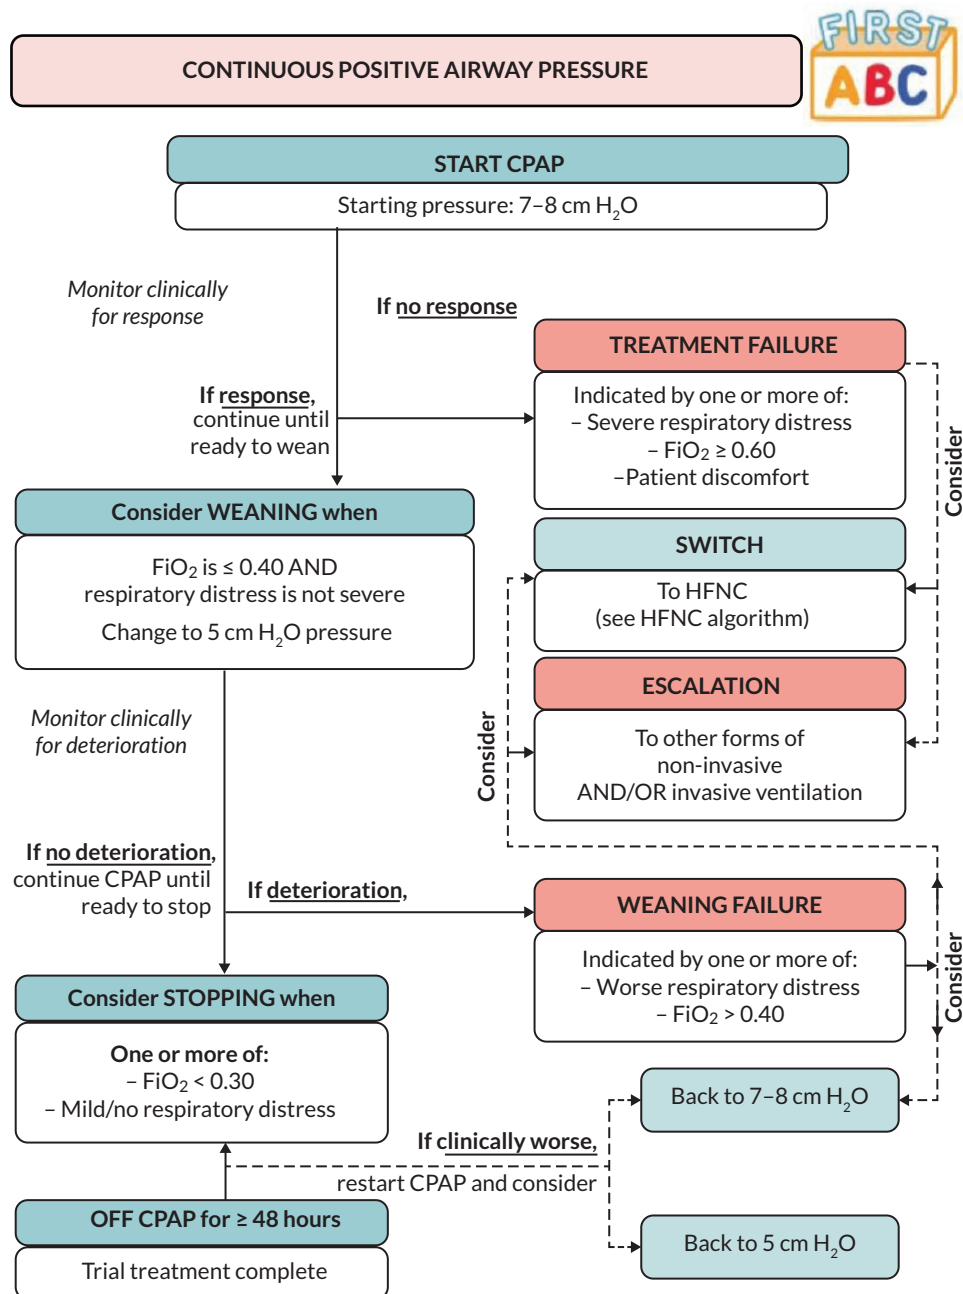 FIRST
ABC
CONTINUOUS POSITIVE AIRWAY PRESSURE
START CPAP
Starting pressure: 7–8 cm H₂O
Monitor clinically
for response
If no response
TREATMENT FAILURE
Indicated by one or more of:
– Severe respiratory distress
– FiO₂ ≥ 0.60
–Patient discomfort
Consider
If response,
continue until
ready to wean
Consider WEANING when
FiO₂ is ≤ 0.40 AND
respiratory distress is not severe
Change to 5 cm H₂O pressure
SWITCH
To HFNC
(see HFNC algorithm)
ESCALATION
To other forms of
non-invasive
AND/OR invasive ventilation
Consider
Monitor clinically
for deterioration
If no deterioration,
continue CPAP until
ready to stop
If deterioration,
WEANING FAILURE
Indicated by one or more of:
– Worse respiratory distress
– FiO₂ > 0.40
Consider
Consider STOPPING when
One or more of:
– FiO₂ < 0.30
– Mild/no respiratory distress
Back to 7–8 cm H₂O
If clinically worse,
restart CPAP and consider
Back to 5 cm H₂O
OFF CPAP for ≥ 48 hours
Trial treatment complete